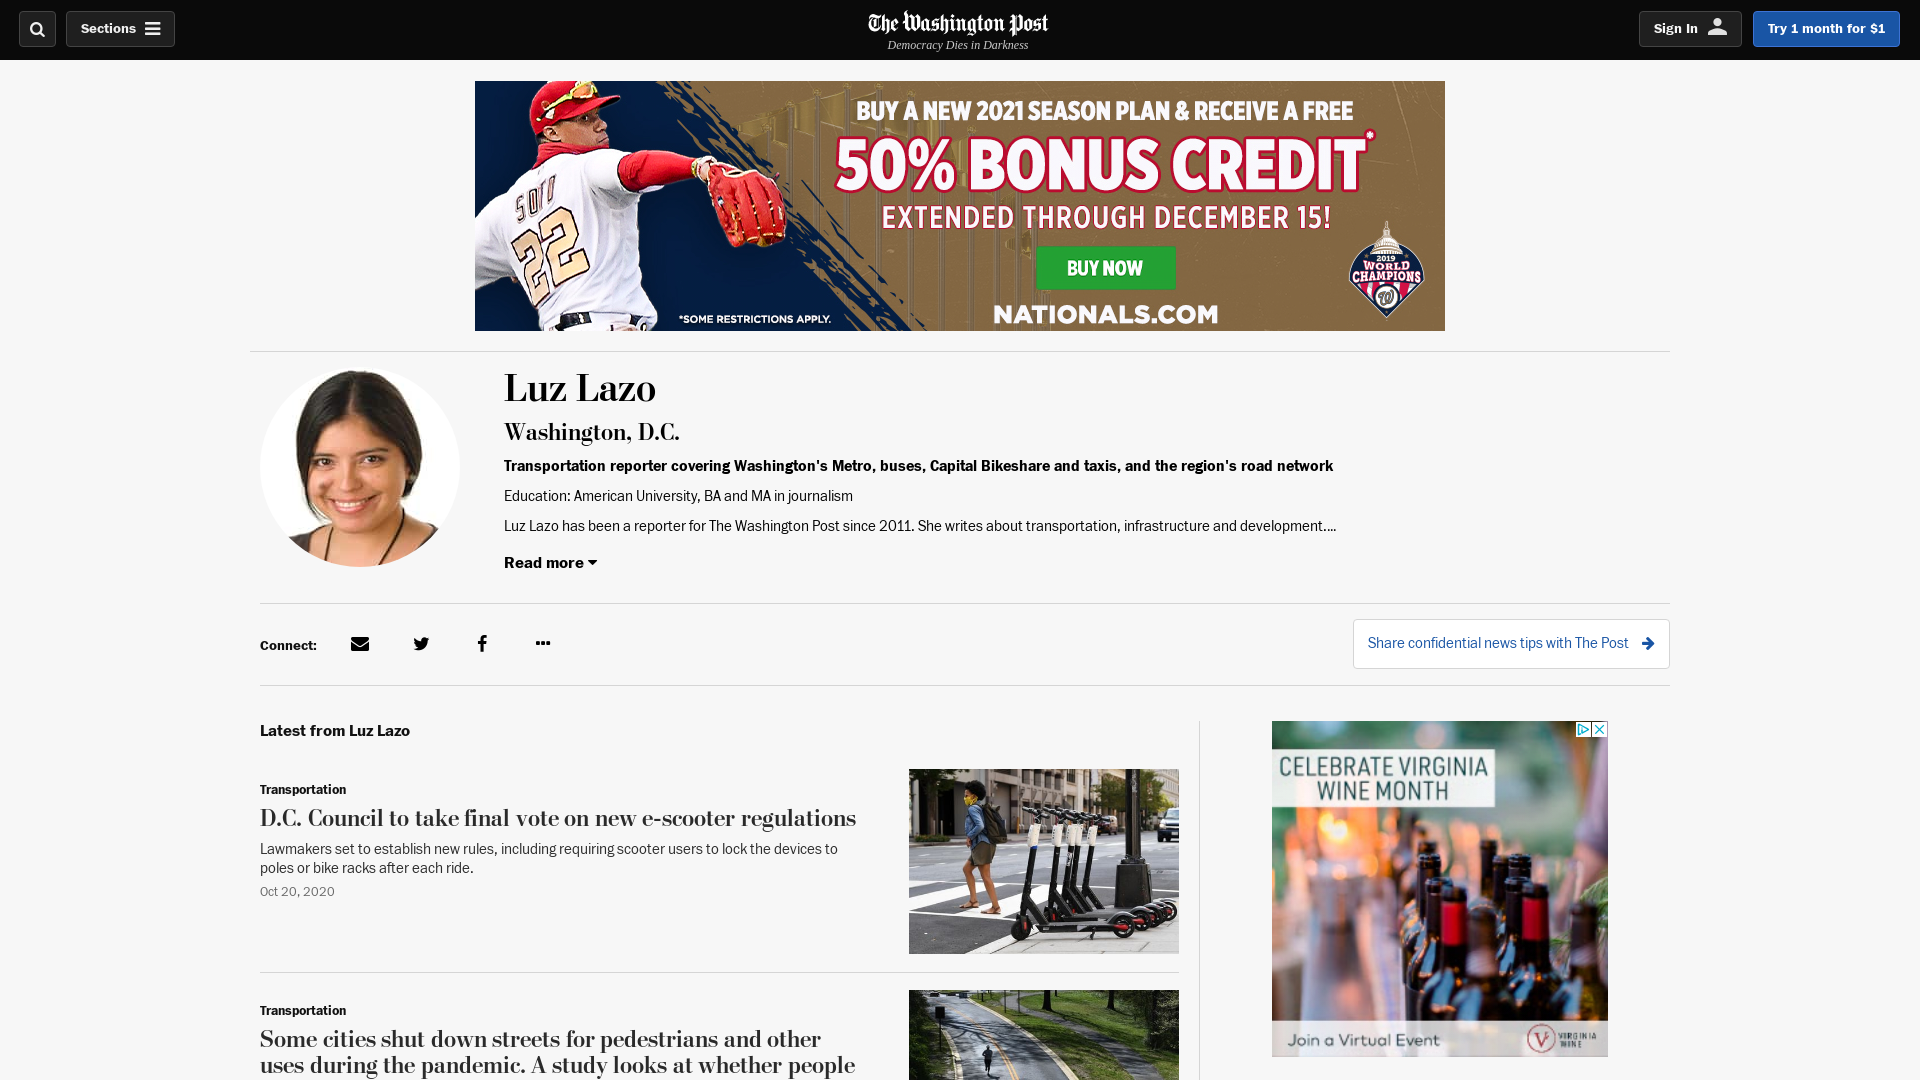 Sections
The Washington Post
Democracy Dies in Darkness
Sign In
Try 1 month for $1
BUY A NEW 2021 SEASON PLAN & RECEIVE A FREE
50% BONUS CREDIT*
EXTENDED THROUGH DECEMBER 15!
BUY NOW
NATIONALS.COM
*SOME RESTRICTIONS APPLY.
SOTO
22
2019
WORLD
CHAMPIONS
W
Luz Lazo
Washington, D.C.
Transportation reporter covering Washington's Metro, buses, Capital Bikeshare and taxis, and the region's road network
Education: American University, BA and MA in journalism
Luz Lazo has been a reporter for The Washington Post since 2011. She writes about transportation, infrastructure and development....
Read more
Connect:
Share confidential news tips with The Post
Latest from Luz Lazo
Transportation
D.C. Council to take final vote on new e-scooter regulations
Lawmakers set to establish new rules, including requiring scooter users to lock the devices to
poles or bike racks after each ride.
Oct 20, 2020
Transportation
Some cities shut down streets for pedestrians and other
uses during the pandemic. A study looks at whether people
CELEBRATE VIRGINIA
WINE MONTH
Join a Virtual Event
V
VIRGINIA
WINE